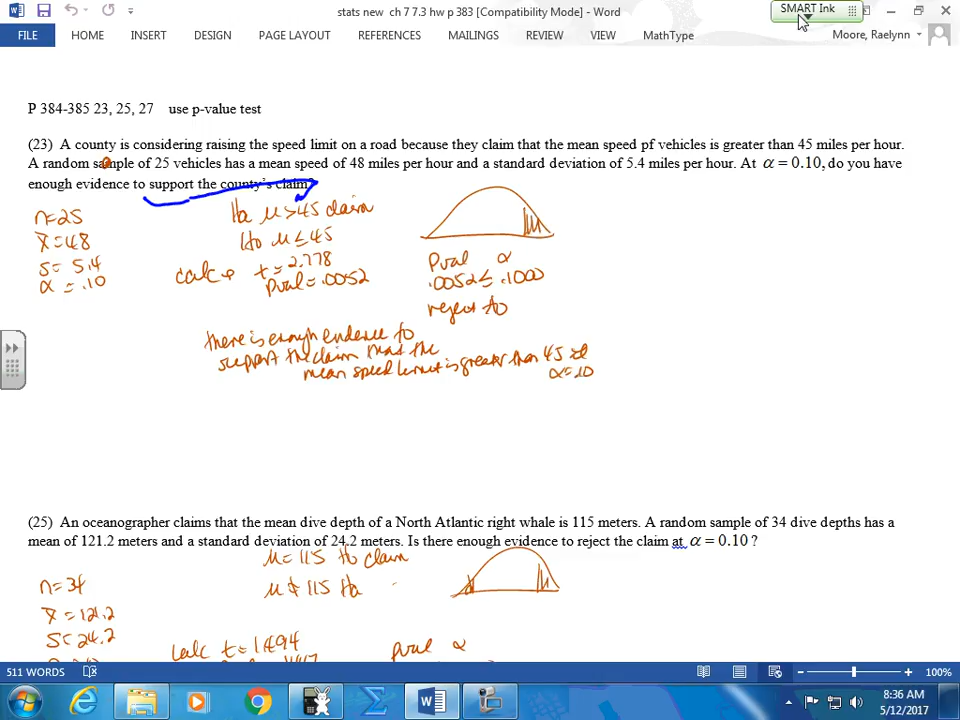 stats new ch 7 7.3 hw p 383 [Compatibility Mode] - Word
SMART Ink
FILE HOME INSERT DESIGN PAGE LAYOUT REFERENCES MAILINGS REVIEW VIEW MathType
Moore, Raelynn
P 384-385 23, 25, 27 use p-value test
(23) A county is considering raising the speed limit on a road because they claim that the mean speed pf vehicles is greater than 45 miles per hour.
A random sample of 25 vehicles has a mean speed of 48 miles per hour and a standard deviation of 5.4 miles per hour. At α = 0.10, do you have
enough evidence to support the county's claim?
n=25
x̄=48
s= 5.4
α = .10
Ha μ>45 claim
Ho μ≤45
calc t=2.778
pval=.0052
Pval α
.0052≤.1000
reject Ho
there is enough evidence to
support the claim that the
mean speed is greater than 45 at
α=.10
(25) An oceanographer claims that the mean dive depth of a North Atlantic right whale is 115 meters. A random sample of 34 dive depths has a
mean of 121.2 meters and a standard deviation of 24.2 meters. Is there enough evidence to reject the claim at α = 0.10 ?
μ=115 Ho claim
μ≠115 Ha
n=34
x̄=121.2
s=24.2
calc t=1.494
pval α
511 WORDS
100%
8:36 AM
5/12/2017